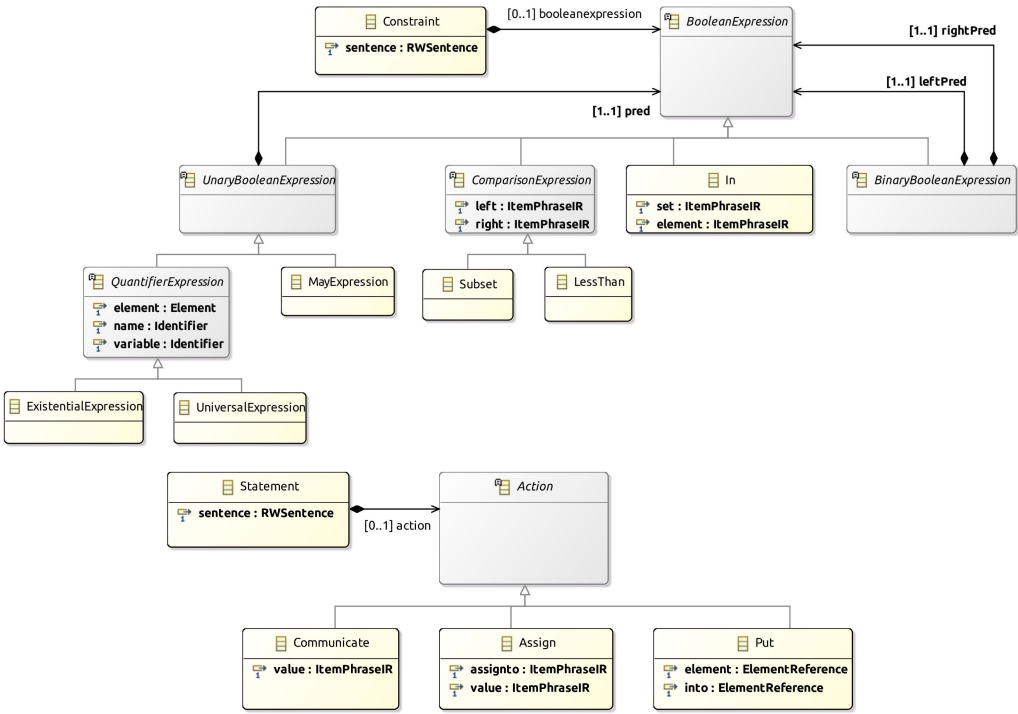 Constraint
sentence : RWSentence
[0..1] booleanexpression
BooleanExpression
[1..1] rightPred
[1..1] leftPred
[1..1] pred
UnaryBooleanExpression
ComparisonExpression
left : ItemPhraseIR
right : ItemPhraseIR
In
set : ItemPhraseIR
element : ItemPhraseIR
BinaryBooleanExpression
QuantifierExpression
element : Element
name : Identifier
variable : Identifier
MayExpression
Subset
LessThan
ExistentialExpression
UniversalExpression
Statement
sentence : RWSentence
[0..1] action
Action
Communicate
value : ItemPhraseIR
Assign
assignto : ItemPhraseIR
value : ItemPhraseIR
Put
element : ElementReference
into : ElementReference